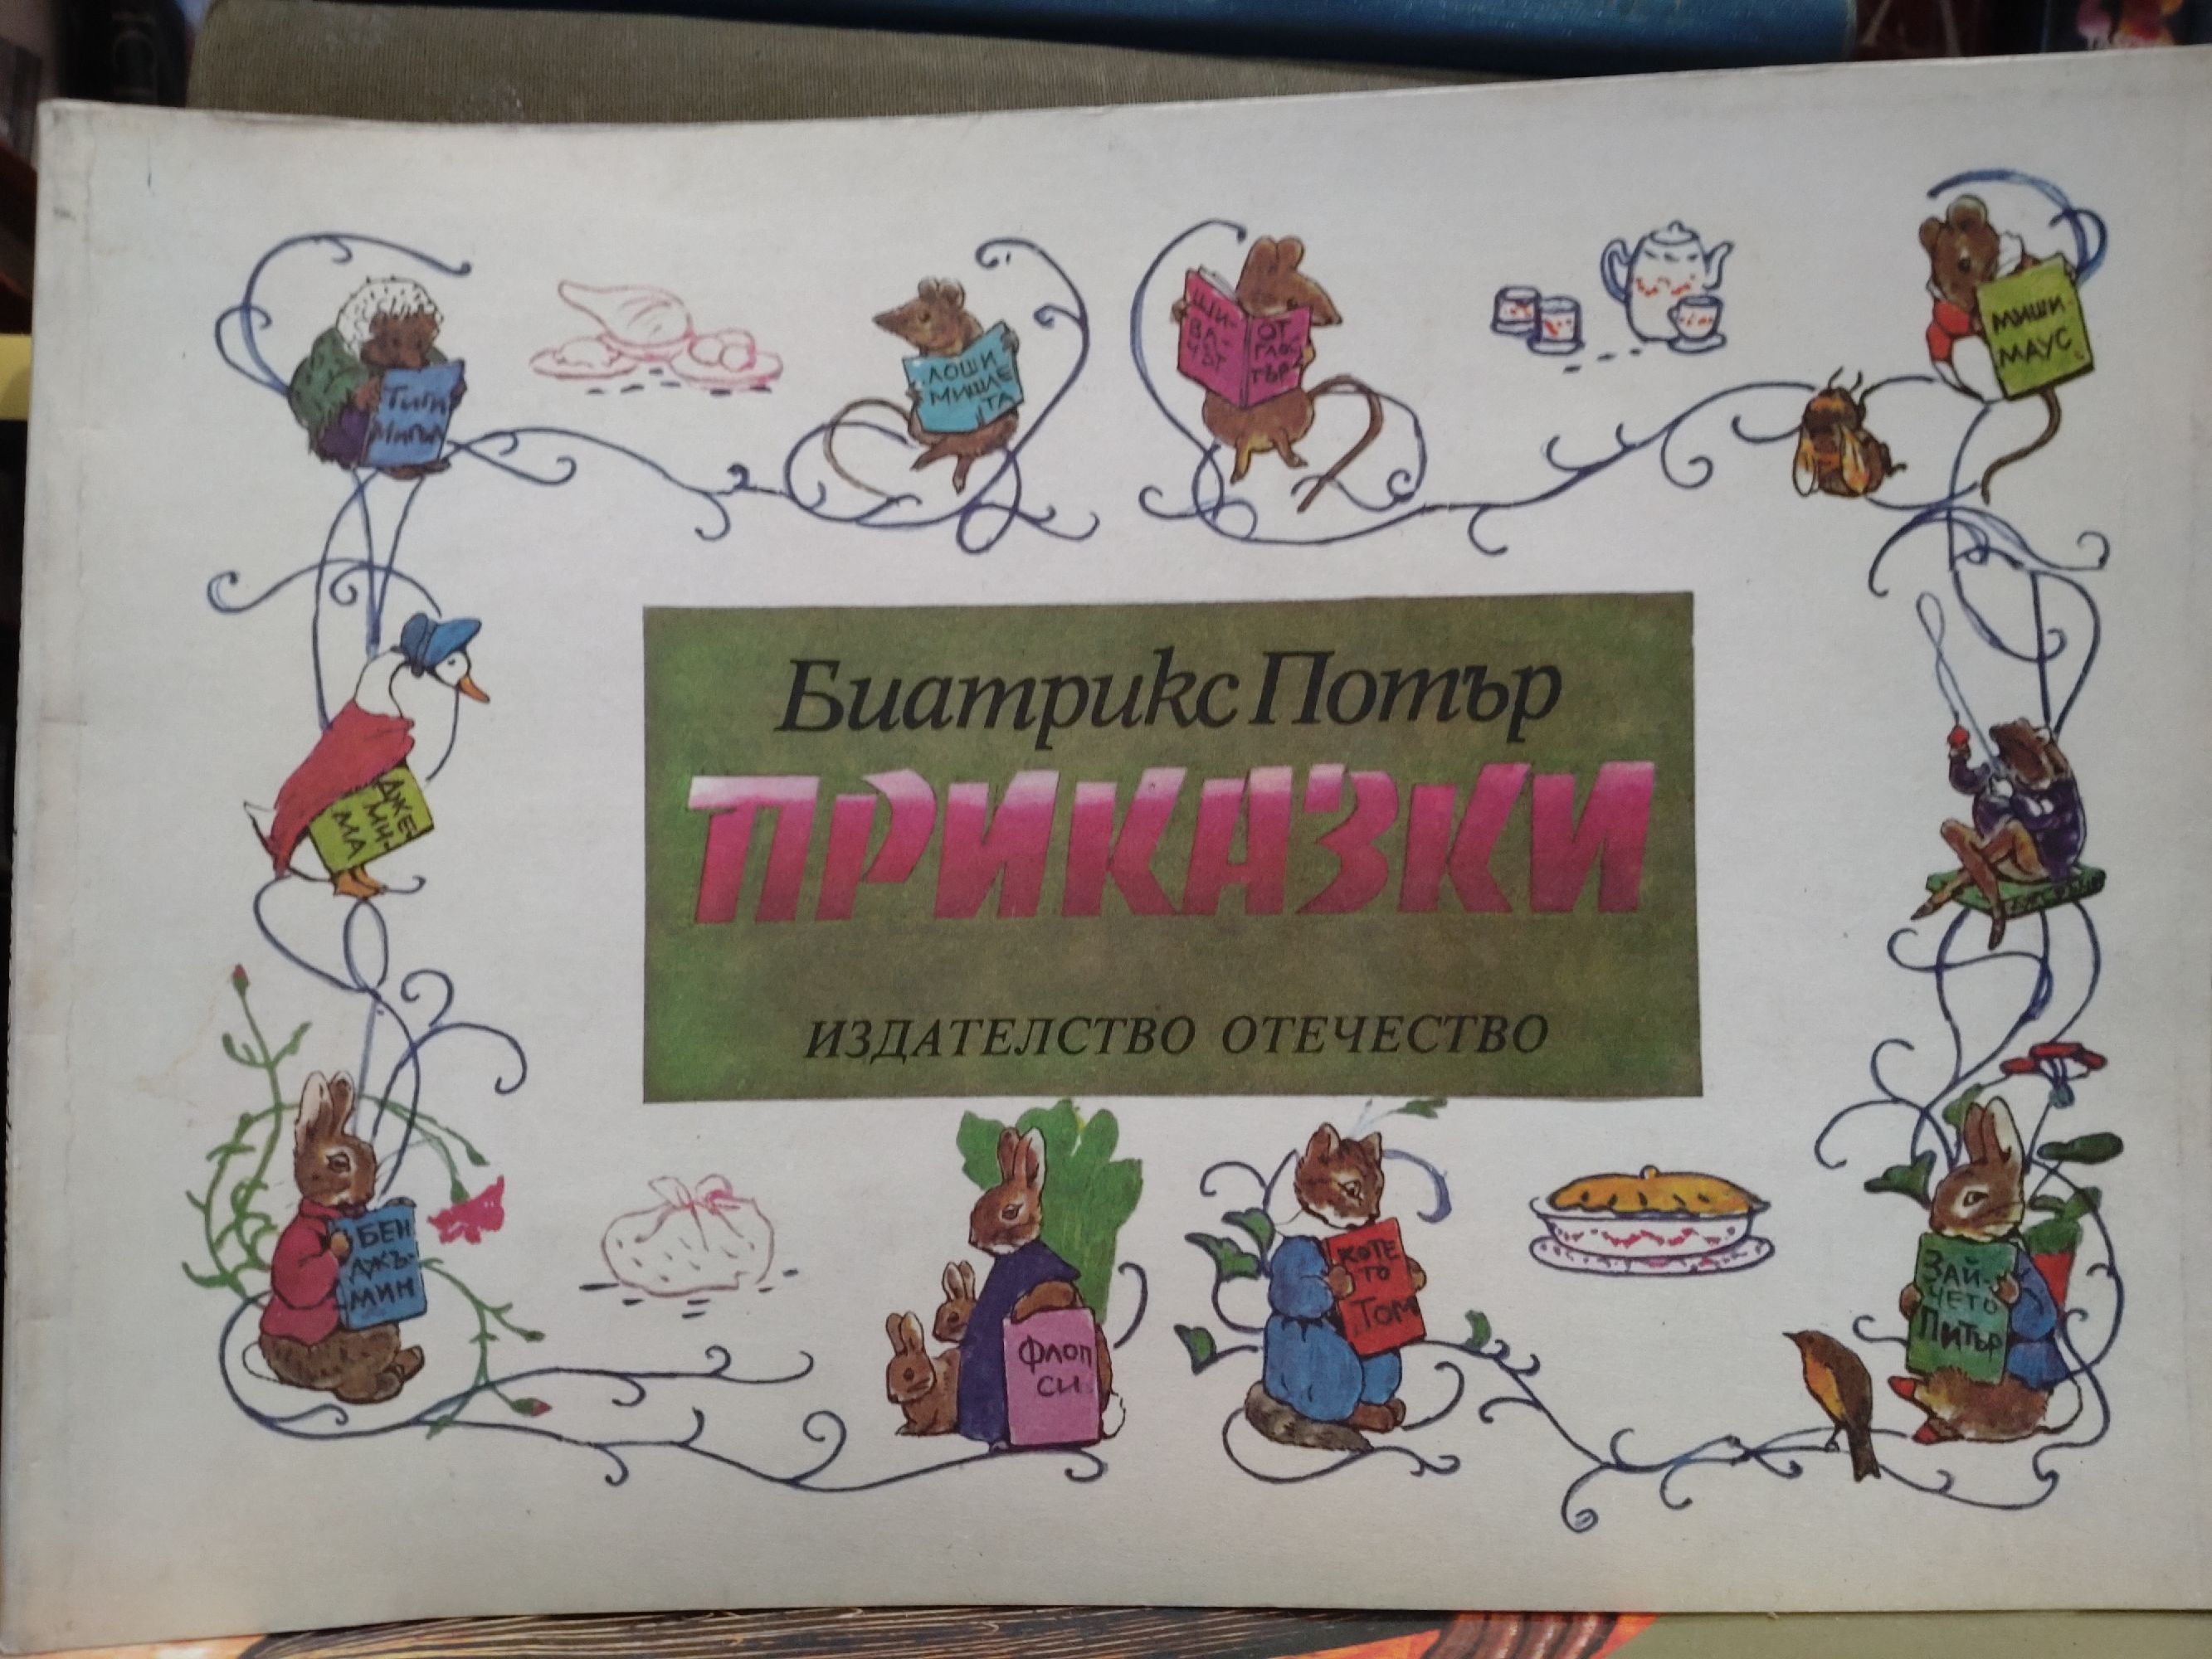 Тиги
Мигъл
ЛОШИ
МИШЛЕ
ТА
ШИ-
ВА-
ЧЪТ
ОТ
ГЛОС
ТЪР
МИШИ-
МАУС
Биатрикс Потър
ПРИКАЗКИ
ИЗДАТЕЛСТВО ОТЕЧЕСТВО
ДЖЕ-
МИ-
МА
БЕН
ДЖЪ-
МИН
ФЛОП
СИ
КОТЕ
ТО
ТОМ
ЗАЙ-
ЧЕТО
ПИТЪР